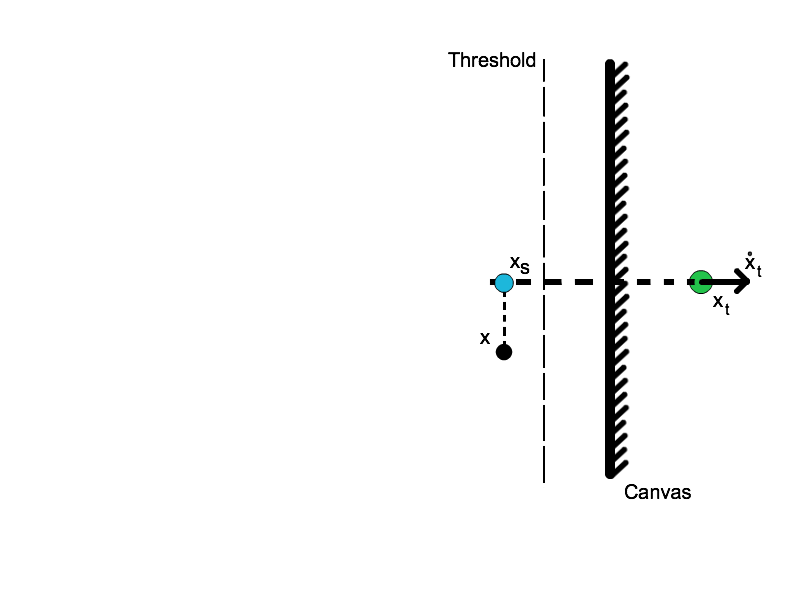 Threshold
xs
ẋt
xt
x
Canvas